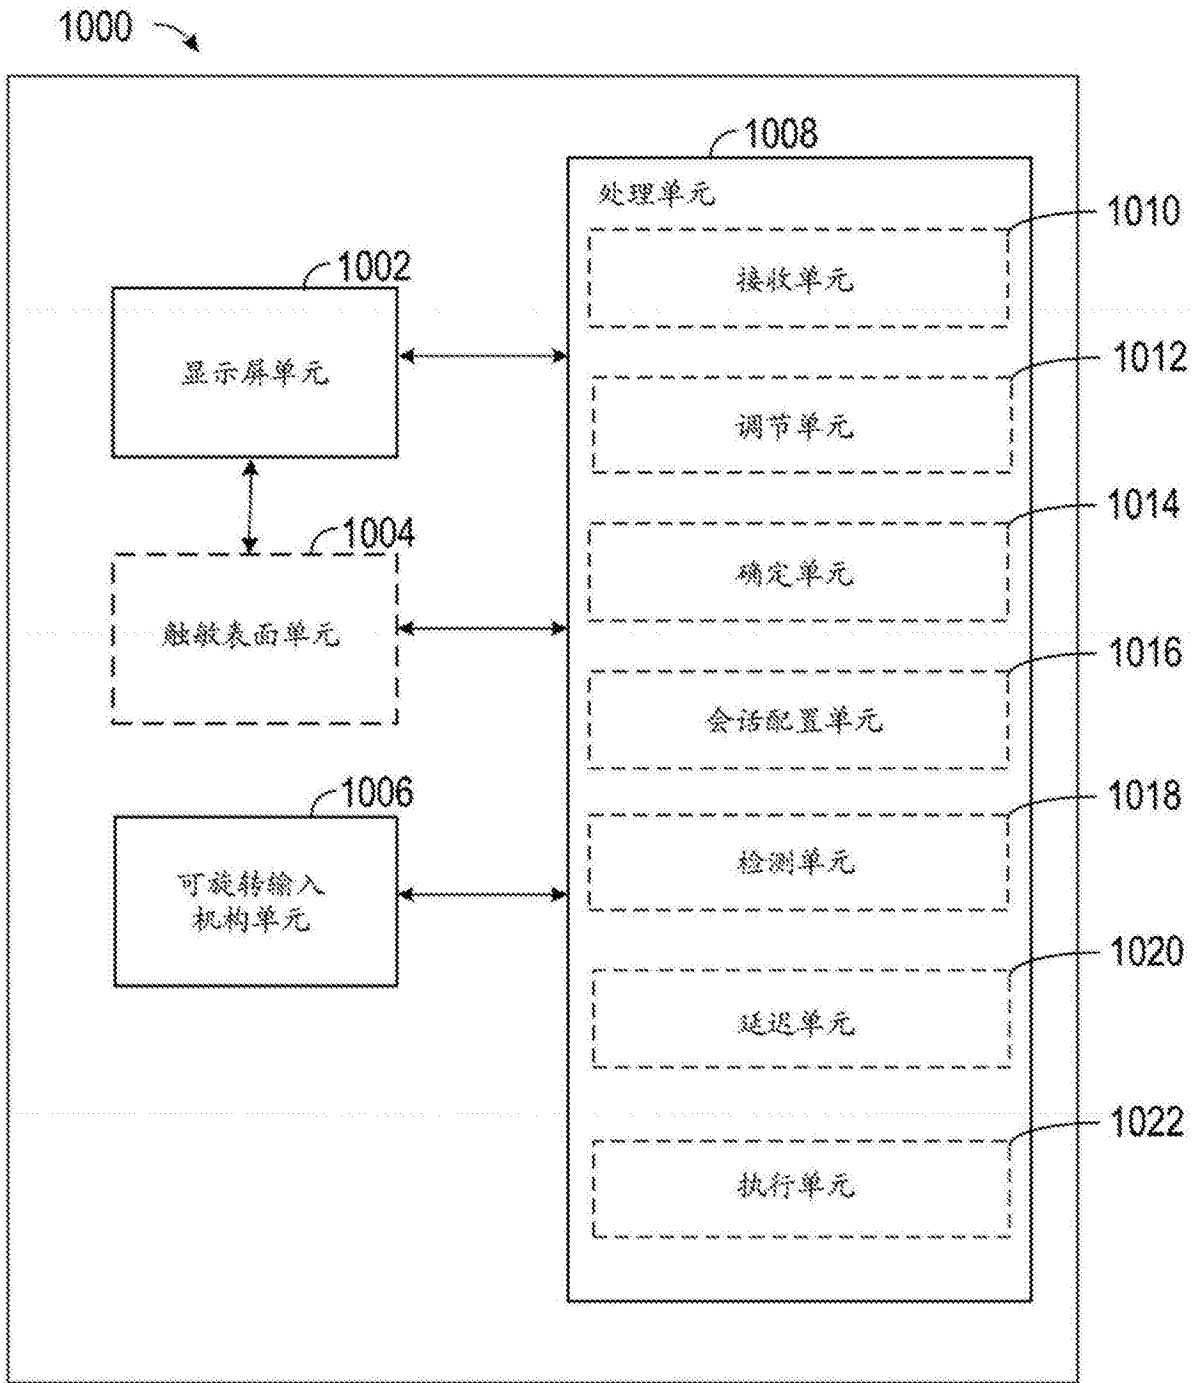 1000
1008
处理单元
1010
接收单元
1002
显示屏单元
1012
调节单元
1014
确定单元
1004
触敏表面单元
1016
会话配置单元
1006
可旋转输入
机构单元
1018
检测单元
1020
延迟单元
1022
执行单元